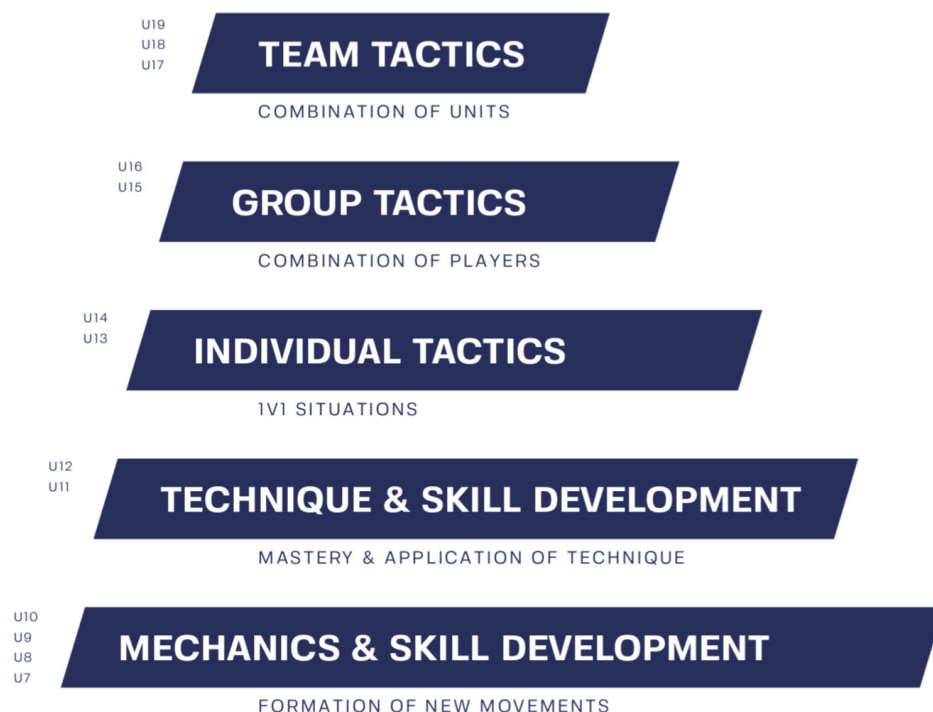 U19
U18
U17
TEAM TACTICS
COMBINATION OF UNITS
U16
U15
GROUP TACTICS
COMBINATION OF PLAYERS
U14
U13
INDIVIDUAL TACTICS
1V1 SITUATIONS
U12
U11
TECHNIQUE & SKILL DEVELOPMENT
MASTERY & APPLICATION OF TECHNIQUE
U10
U9
U8
U7
MECHANICS & SKILL DEVELOPMENT
FORMATION OF NEW MOVEMENTS